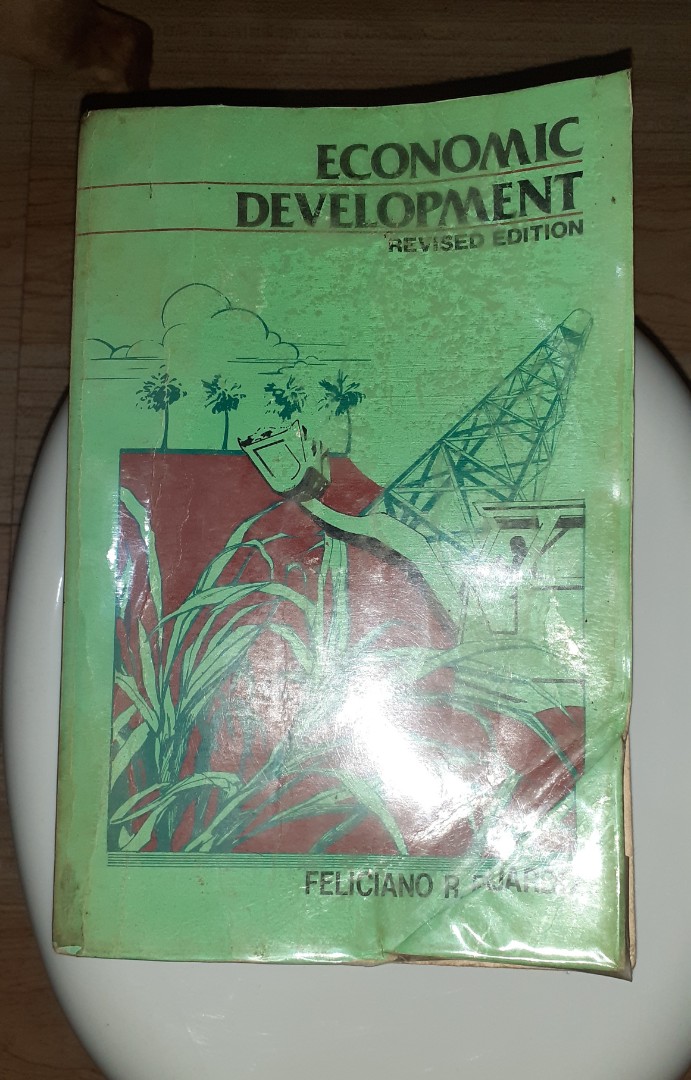 ECONOMIC
DEVELOPMENT
REVISED EDITION
FELICIANO R.